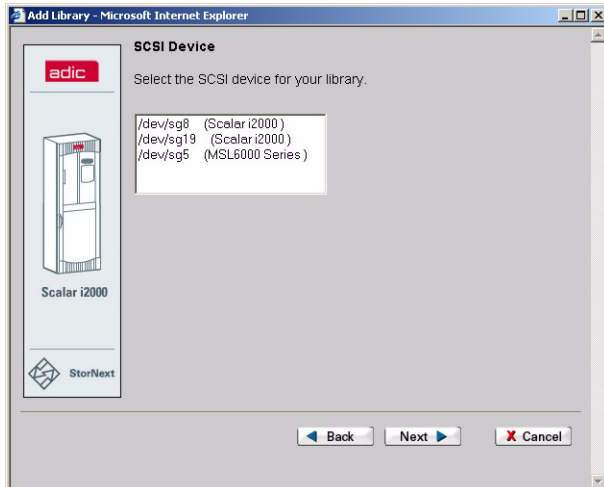 Add Library - Microsoft Internet Explorer
SCSI Device
adic
Select the SCSI device for your library.
/dev/sg8 (Scalar i2000 )
/dev/sg19 (Scalar i2000 )
/dev/sg5 (MSL6000 Series )
Scalar i2000
StorNext
Back Next X Cancel